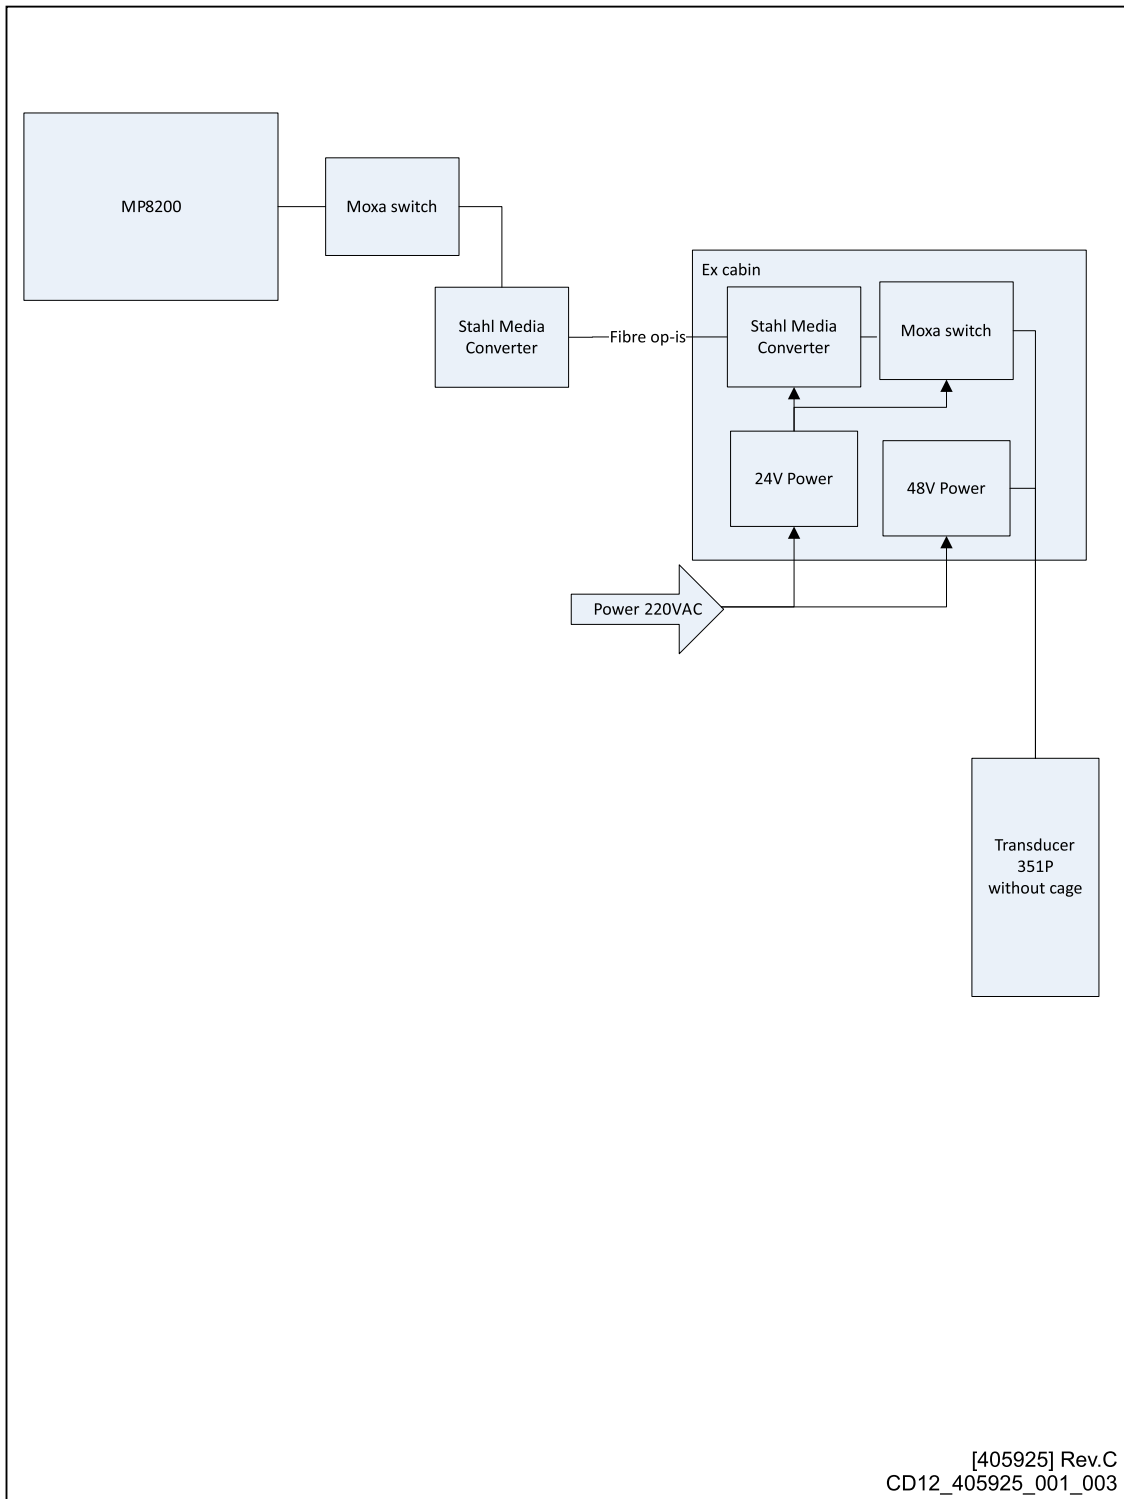 MP8200
Moxa switch
Stahl Media
Converter
Fibre op-is
Ex cabin
Stahl Media
Converter
Moxa switch
24V Power
48V Power
Power 220VAC
Transducer
351P
without cage
[405925] Rev.C
CD12_405925_001_003